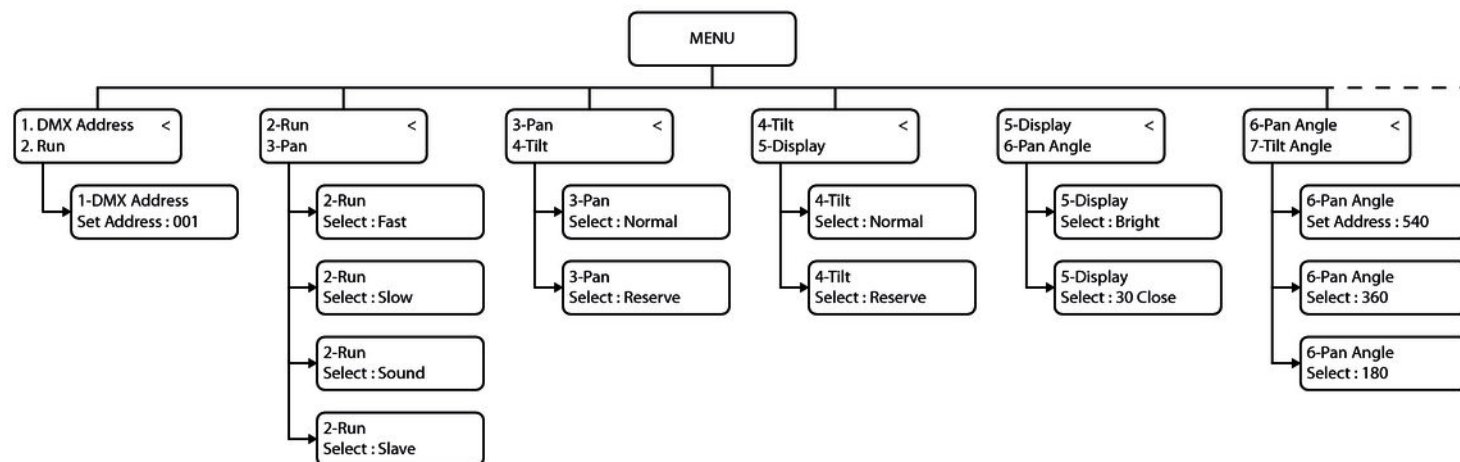 MENU
1. DMX Address <
2. Run
2-Run <
3-Pan
3-Pan <
4-Tilt
4-Tilt <
5-Display
5-Display <
6-Pan Angle
6-Pan Angle <
7-Tilt Angle
1-DMX Address
Set Address : 001
2-Run
Select : Fast
2-Run
Select : Slow
2-Run
Select : Sound
2-Run
Select : Slave
3-Pan
Select : Normal
3-Pan
Select : Reserve
4-Tilt
Select : Normal
4-Tilt
Select : Reserve
5-Display
Select : Bright
5-Display
Select : 30 Close
6-Pan Angle
Set Address : 540
6-Pan Angle
Select : 360
6-Pan Angle
Select : 180